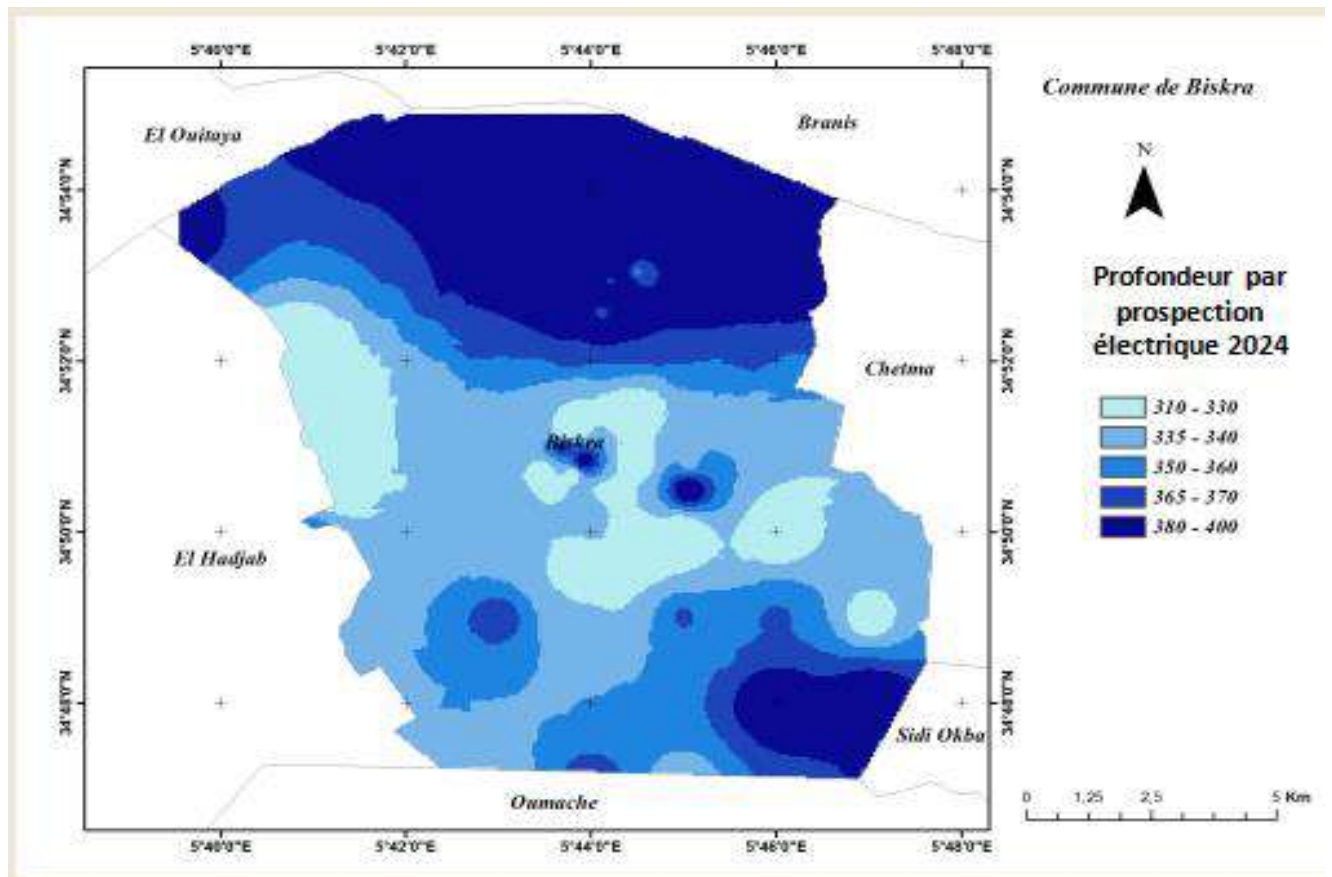 5°40'0"E 5°42'0"E 5°44'0"E 5°46'0"E 5°48'0"E
Commune de Biskra
El Ouitaya
Branis
N
34°54'0"N 34°54'0"N
Profondeur par
prospection
électrique 2024
34°52'0"N 34°52'0"N
Chetma
310 - 330
335 - 340
350 - 360
365 - 370
380 - 400
Biskra
34°50'0"N 34°50'0"N
El Hadjab
34°48'0"N 34°48'0"N
Sidi Okba
Oumache
0 1,25 2,5 5 Km
5°40'0"E 5°42'0"E 5°44'0"E 5°46'0"E 5°48'0"E